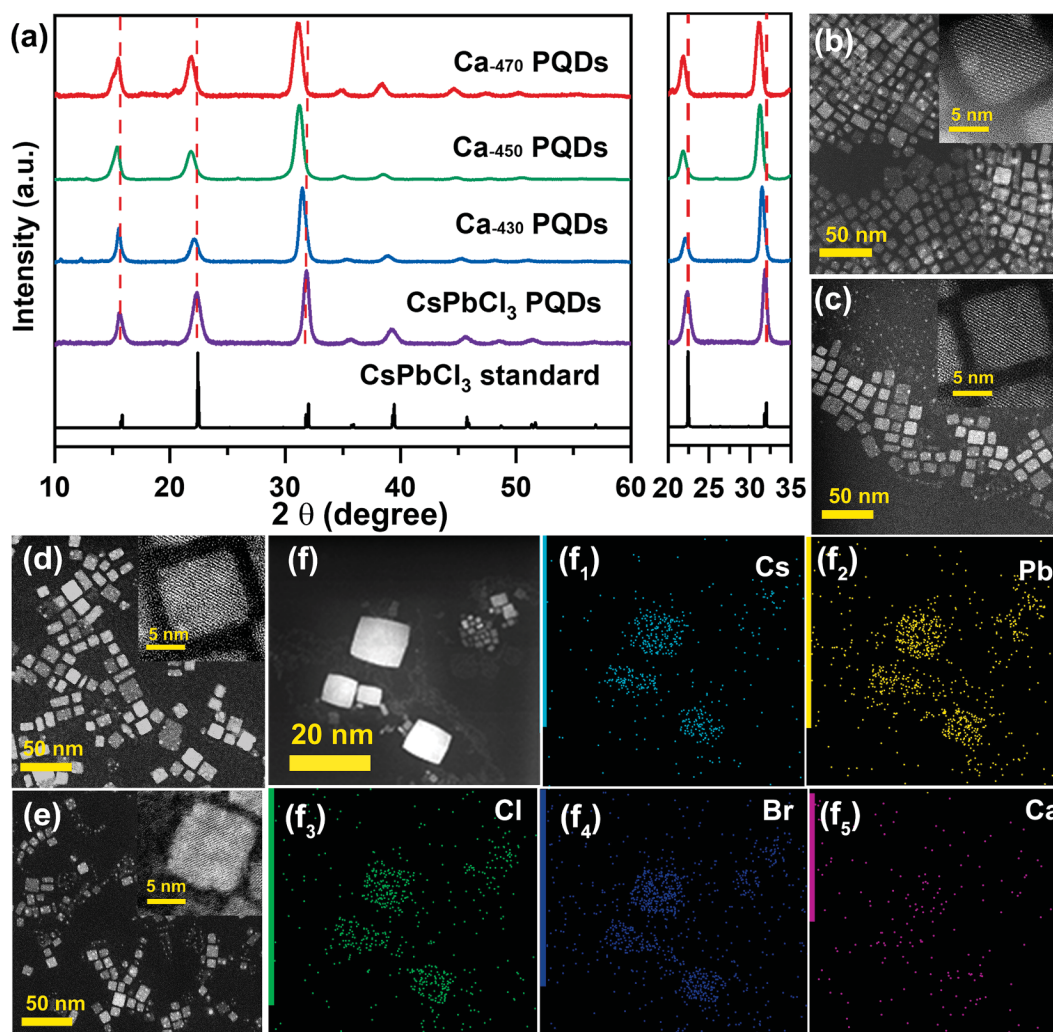 (a)
Ca-470 PQDs
Ca-450 PQDs
Ca-430 PQDs
CsPbCl₃ PQDs
CsPbCl₃ standard
Intensity (a.u.)
10 20 30 40 50 60
20 22 25 30 35
2 θ (degree)
(b)
5 nm
50 nm
(c)
5 nm
50 nm
(d)
5 nm
50 nm
(f)
20 nm
(f₁) Cs
(f₂) Pb
(e)
5 nm
50 nm
(f₃) Cl
(f₄) Br
(f₅) Ca